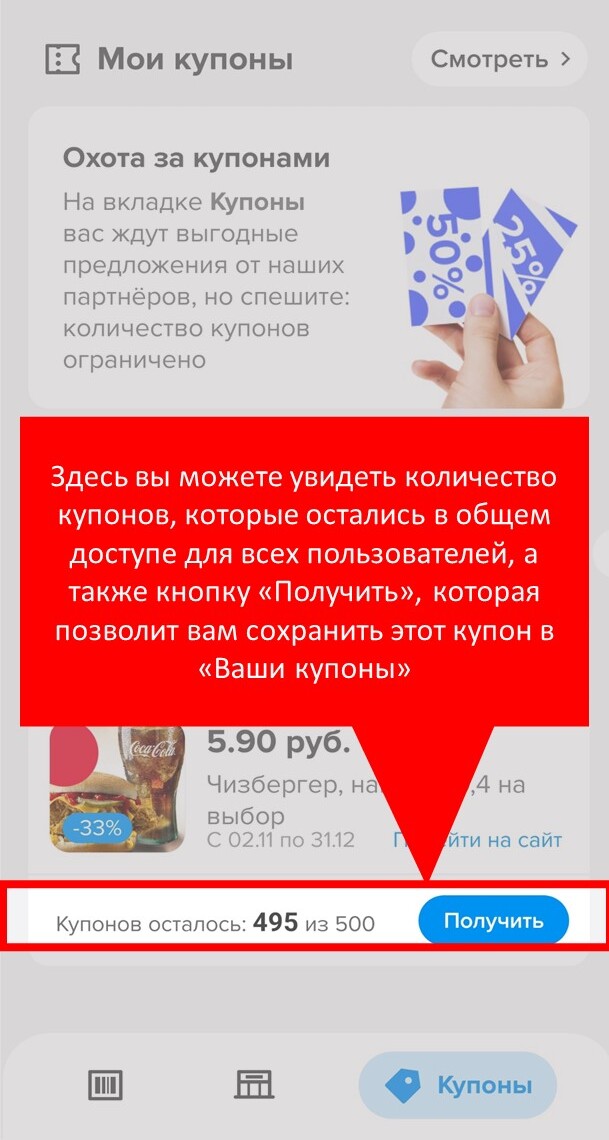 Мои купоны
Смотреть
Охота за купонами
На вкладке Купоны
вас ждут выгодные
предложения от наших
партнёров, но спешите:
количество купонов
ограничено
50%
25%
Здесь вы можете увидеть количество
купонов, которые остались в общем
доступе для всех пользователей, а
также кнопку «Получить», которая
позволит вам сохранить этот купон в
«Ваши купоны»
Coca-Cola
5.90 руб.
Чизбергер, на ,4 на
выбор
С 02.11 по 31.12
йти на сайт
-33%
Купонов осталось: 495 из 500
Получить
Купоны